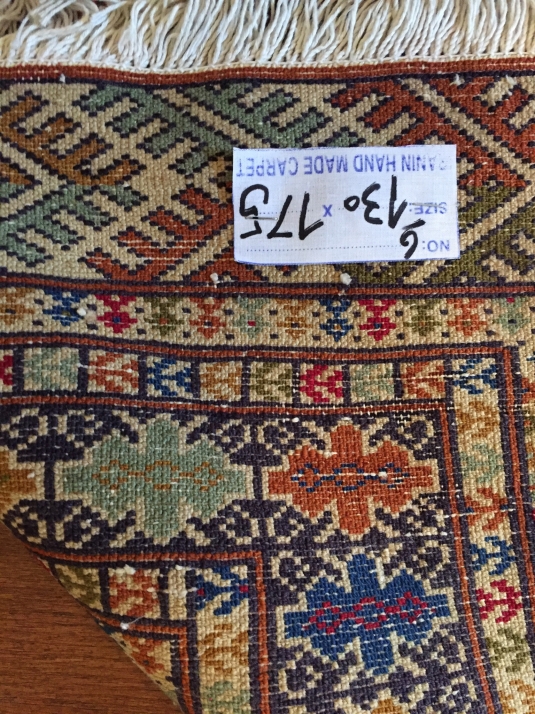 NO: 6
SIZE: 130 x 175
RANIN HAND MADE CARPET